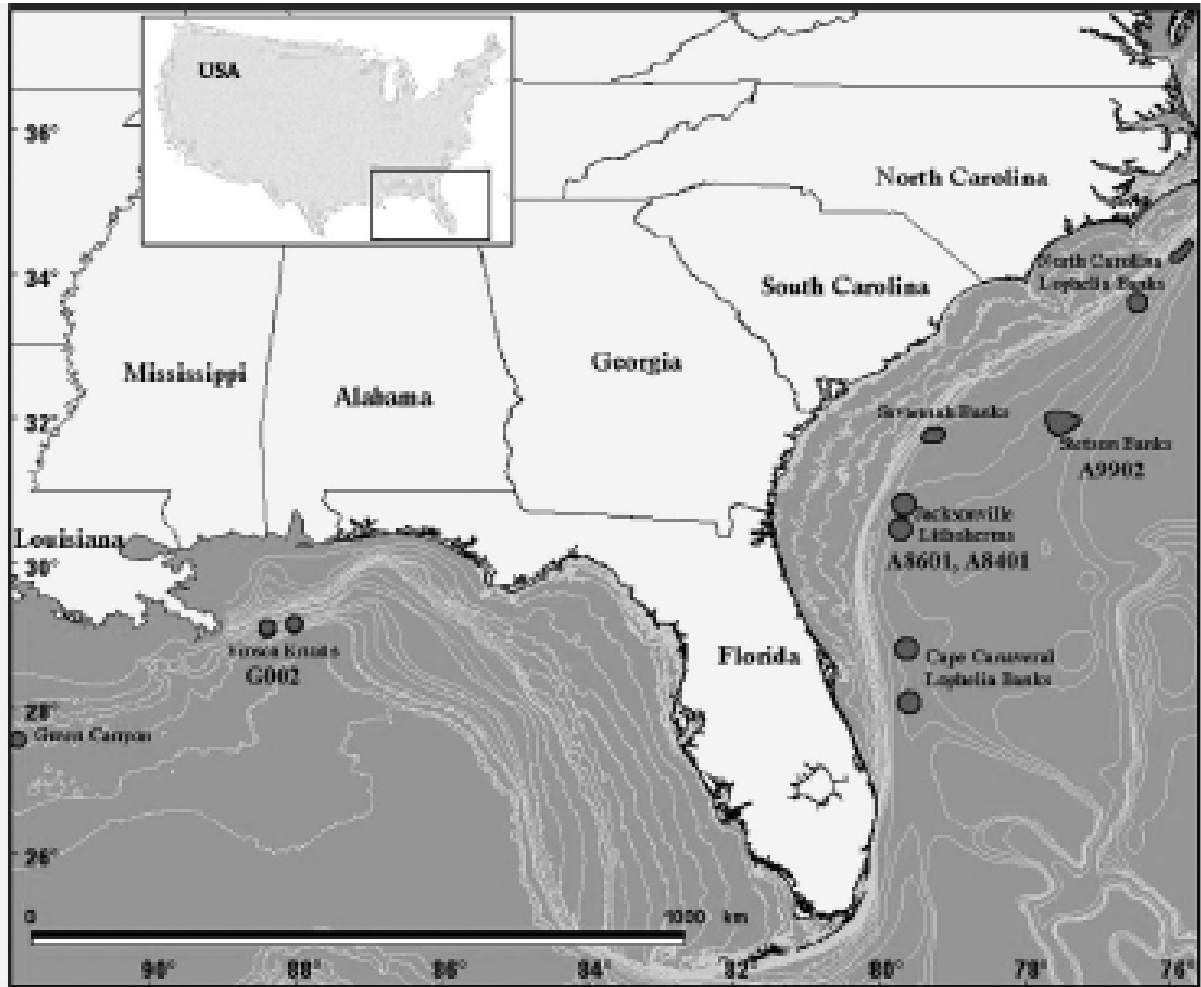 USA
36°
North Carolina
34°
North Carolina
Lophelia Banks
South Carolina
Georgia
Mississippi
Alabama
32°
Savannah Banks
Stetson Banks
A9902
Jacksonville
Lithoherms
A8601, A8401
Louisiana
30°
G002
Florida
Cape Canaveral
Lophelia Banks
28°
Green Canyon
26°
0
1000 km
90°
88°
86°
84°
82°
80°
78°
76°